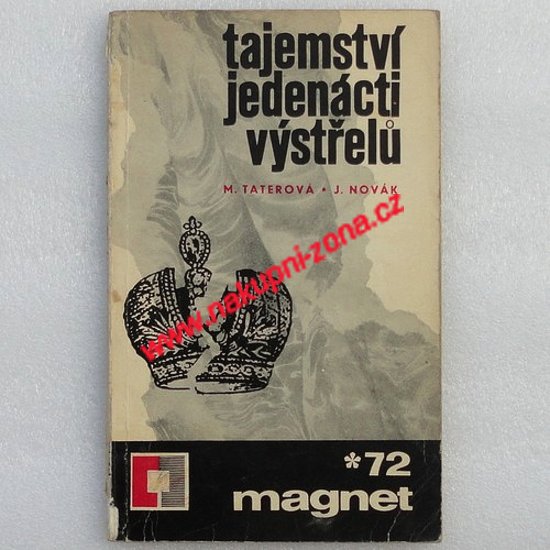 tajemství
jedenácti
výstřelů
M. TATEROVÁ • J. NOVÁK
www.nakupni-zona.cz
*72
magnet